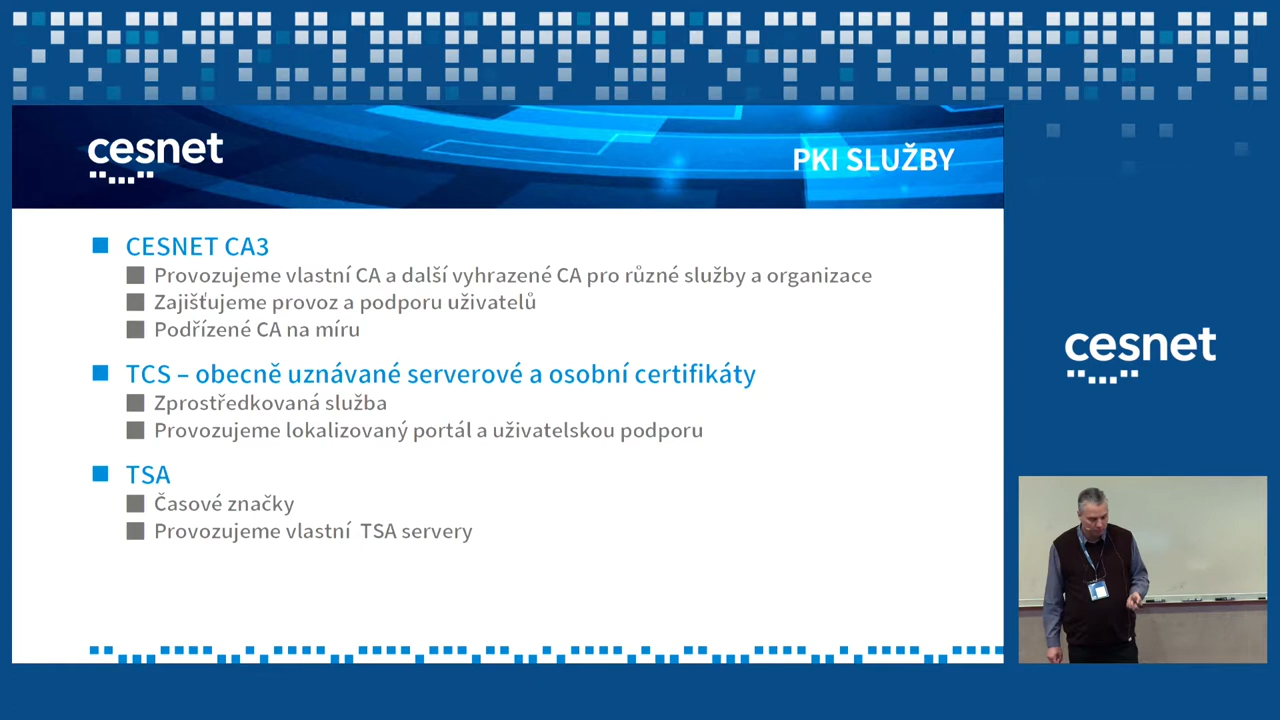 cesnet
PKI SLUŽBY
CESNET CA3
Provozujeme vlastní CA a další vyhrazené CA pro různé služby a organizace
Zajišťujeme provoz a podporu uživatelů
Podřízené CA na míru
TCS – obecně uznávané serverové a osobní certifikáty
Zprostředkovaná služba
Provozujeme lokalizovaný portál a uživatelskou podporu
TSA
Časové značky
Provozujeme vlastní  TSA servery
cesnet